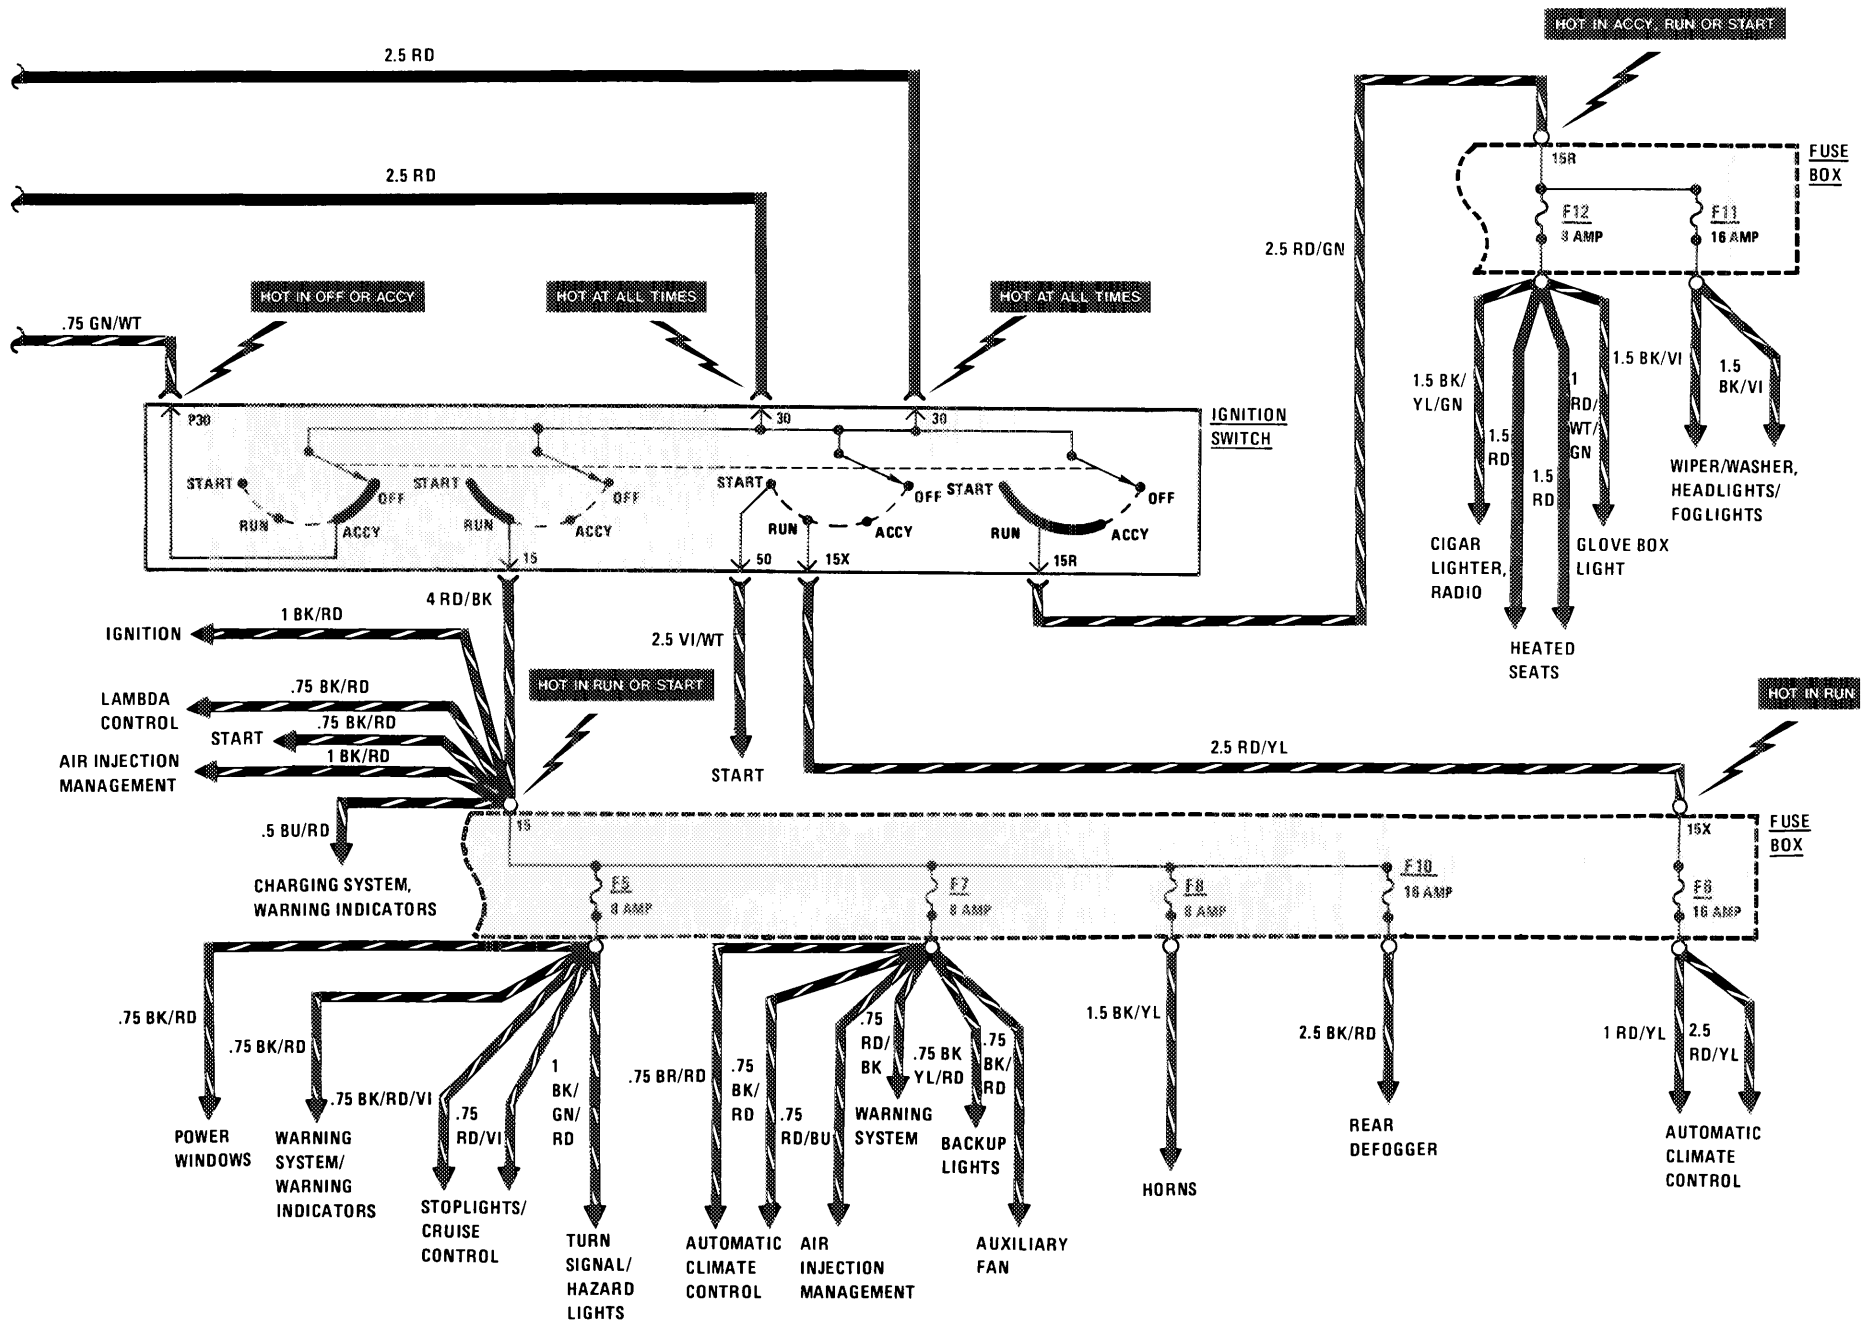 HOT IN ACCY, RUN OR START
2.5 RD
FUSE
BOX
15R
F12
8 AMP
F11
16 AMP
2.5 RD
2.5 RD/GN
HOT IN OFF OR ACCY
HOT AT ALL TIMES
HOT AT ALL TIMES
.75 GN/WT
1.5 BK/
YL/GN
1.5
RD
1.5
RD
1
RD/
WT/
GN
1.5 BK/VI
1.5
BK/VI
P30
30
30
IGNITION
SWITCH
START
OFF
RUN
ACCY
START
OFF
RUN
ACCY
START
OFF
RUN
ACCY
START
OFF
RUN
ACCY
15
50
15X
15R
WIPER/WASHER,
HEADLIGHTS/
FOGLIGHTS
CIGAR
LIGHTER,
RADIO
GLOVE BOX
LIGHT
HEATED
SEATS
4 RD/BK
1 BK/RD
IGNITION
2.5 VI/WT
HOT IN RUN OR START
HOT IN RUN
.75 BK/RD
LAMBDA
CONTROL
.75 BK/RD
START
1 BK/RD
AIR INJECTION
MANAGEMENT
START
2.5 RD/YL
.5 BU/RD
CHARGING SYSTEM,
WARNING INDICATORS
15
F5
8 AMP
F7
8 AMP
F8
8 AMP
F10
16 AMP
15X
F6
16 AMP
FUSE
BOX
.75 BK/RD
.75 BK/RD
.75 BK/RD/VI
.75
RD/VI
1
BK/
GN/
RD
.75 BR/RD
.75
BK/
RD
.75
RD/BU
.75
RD/
BK
.75 BK
YL/RD
.75
BK/
RD
1.5 BK/YL
2.5 BK/RD
1 RD/YL
2.5
RD/YL
POWER
WINDOWS
WARNING
SYSTEM/
WARNING
INDICATORS
STOPLIGHTS/
CRUISE
CONTROL
TURN
SIGNAL/
HAZARD
LIGHTS
AUTOMATIC
CLIMATE
CONTROL
AIR
INJECTION
MANAGEMENT
WARNING
SYSTEM
BACKUP
LIGHTS
AUXILIARY
FAN
HORNS
REAR
DEFOGGER
AUTOMATIC
CLIMATE
CONTROL